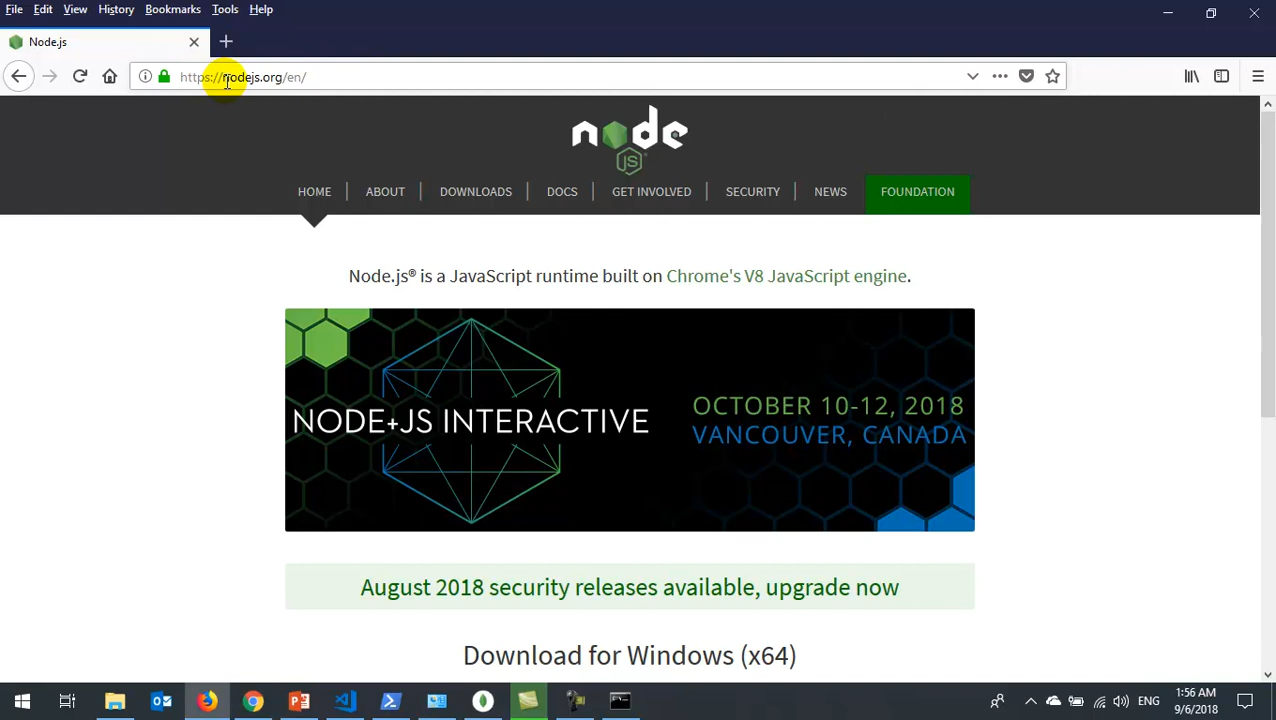 File Edit View History Bookmarks Tools Help
Node.js
https://nodejs.org/en/
node
JS
HOME ABOUT DOWNLOADS DOCS GET INVOLVED SECURITY NEWS FOUNDATION
Node.js® is a JavaScript runtime built on Chrome's V8 JavaScript engine.
NODE+JS INTERACTIVE
OCTOBER 10-12, 2018
VANCOUVER, CANADA
August 2018 security releases available, upgrade now
Download for Windows (x64)
ENG
1:56 AM
9/6/2018